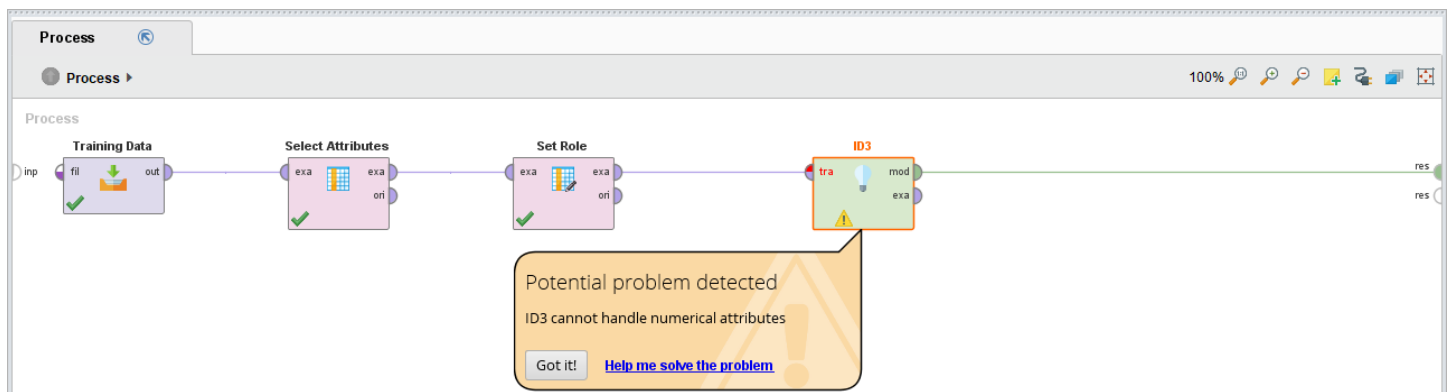 Process
Process
100%
Process
Training Data
Select Attributes
Set Role
ID3
inp
fil
out
exa
exa
ori
exa
exa
ori
tra
mod
exa
res
res
Potential problem detected
ID3 cannot handle numerical attributes
Got it!
Help me solve the problem